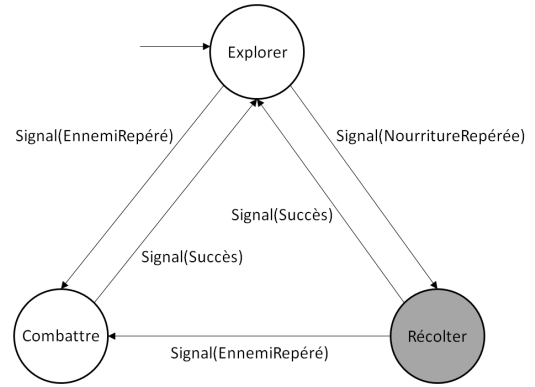 Explorer
Signal(EnnemiRepéré)
Signal(NourritureRepérée)
Signal(Succès)
Signal(Succès)
Combattre
Récolter
Signal(EnnemiRepéré)